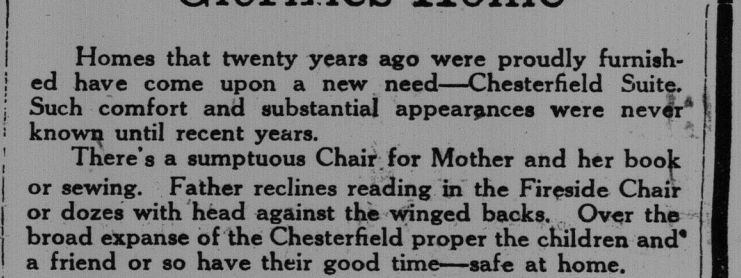 Glorifies Home
Homes that twenty years ago were proudly furnish-
ed have come upon a new need—Chesterfield Suite.
Such comfort and substantial appearances were never
known until recent years.
There's a sumptuous Chair for Mother and her book
or sewing. Father reclines reading in the Fireside Chair
or dozes with head against the winged backs. Over the
broad expanse of the Chesterfield proper the children and
a friend or so have their good time—safe at home.